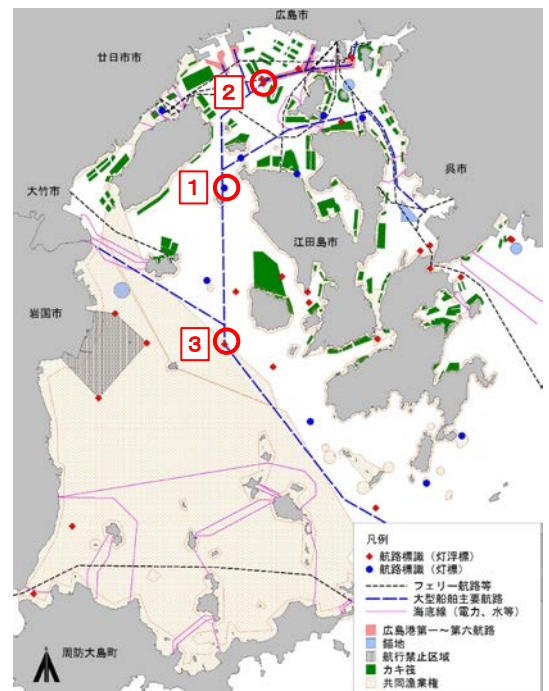 広島市
廿日市市
2
大竹市
1
呉市
江田島市
岩国市
3
周防大島町
凡例
航路標識（灯浮標）
航路標識（灯標）
フェリー航路等
大型船舶主要航路
海底線（電力、水等）
広島港第一～第六航路
錨地
航行禁止区域
カキ筏
共同漁業権